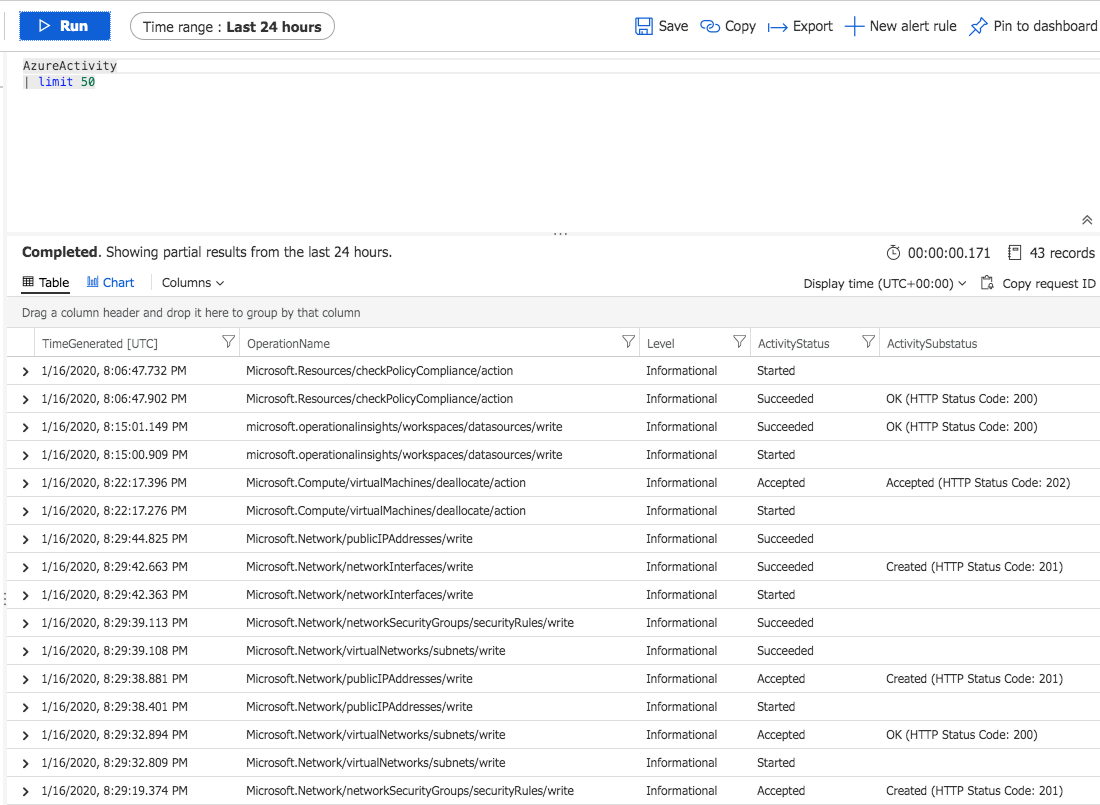 Run Time range : Last 24 hours Save Copy Export New alert rule Pin to dashboard
AzureActivity
| limit 50
...
Completed. Showing partial results from the last 24 hours. 00:00:00.171 43 records
Table Chart Columns Display time (UTC+00:00) Copy request ID
Drag a column header and drop it here to group by that column
TimeGenerated [UTC] OperationName Level ActivityStatus ActivitySubstatus
1/16/2020, 8:06:47.732 PM Microsoft.Resources/checkPolicyCompliance/action Informational Started
1/16/2020, 8:06:47.902 PM Microsoft.Resources/checkPolicyCompliance/action Informational Succeeded OK (HTTP Status Code: 200)
1/16/2020, 8:15:01.149 PM microsoft.operationalinsights/workspaces/datasources/write Informational Succeeded OK (HTTP Status Code: 200)
1/16/2020, 8:15:00.909 PM microsoft.operationalinsights/workspaces/datasources/write Informational Started
1/16/2020, 8:22:17.396 PM Microsoft.Compute/virtualMachines/deallocate/action Informational Accepted Accepted (HTTP Status Code: 202)
1/16/2020, 8:22:17.276 PM Microsoft.Compute/virtualMachines/deallocate/action Informational Started
1/16/2020, 8:29:44.825 PM Microsoft.Network/publicIPAddresses/write Informational Succeeded
1/16/2020, 8:29:42.663 PM Microsoft.Network/networkInterfaces/write Informational Succeeded Created (HTTP Status Code: 201)
1/16/2020, 8:29:42.363 PM Microsoft.Network/networkInterfaces/write Informational Started
1/16/2020, 8:29:39.113 PM Microsoft.Network/networkSecurityGroups/securityRules/write Informational Succeeded
1/16/2020, 8:29:39.108 PM Microsoft.Network/virtualNetworks/subnets/write Informational Succeeded
1/16/2020, 8:29:38.881 PM Microsoft.Network/publicIPAddresses/write Informational Accepted Created (HTTP Status Code: 201)
1/16/2020, 8:29:38.401 PM Microsoft.Network/publicIPAddresses/write Informational Started
1/16/2020, 8:29:32.894 PM Microsoft.Network/virtualNetworks/subnets/write Informational Accepted OK (HTTP Status Code: 200)
1/16/2020, 8:29:32.809 PM Microsoft.Network/virtualNetworks/subnets/write Informational Started
1/16/2020, 8:29:19.374 PM Microsoft.Network/networkSecurityGroups/securityRules/write Informational Accepted Created (HTTP Status Code: 201)